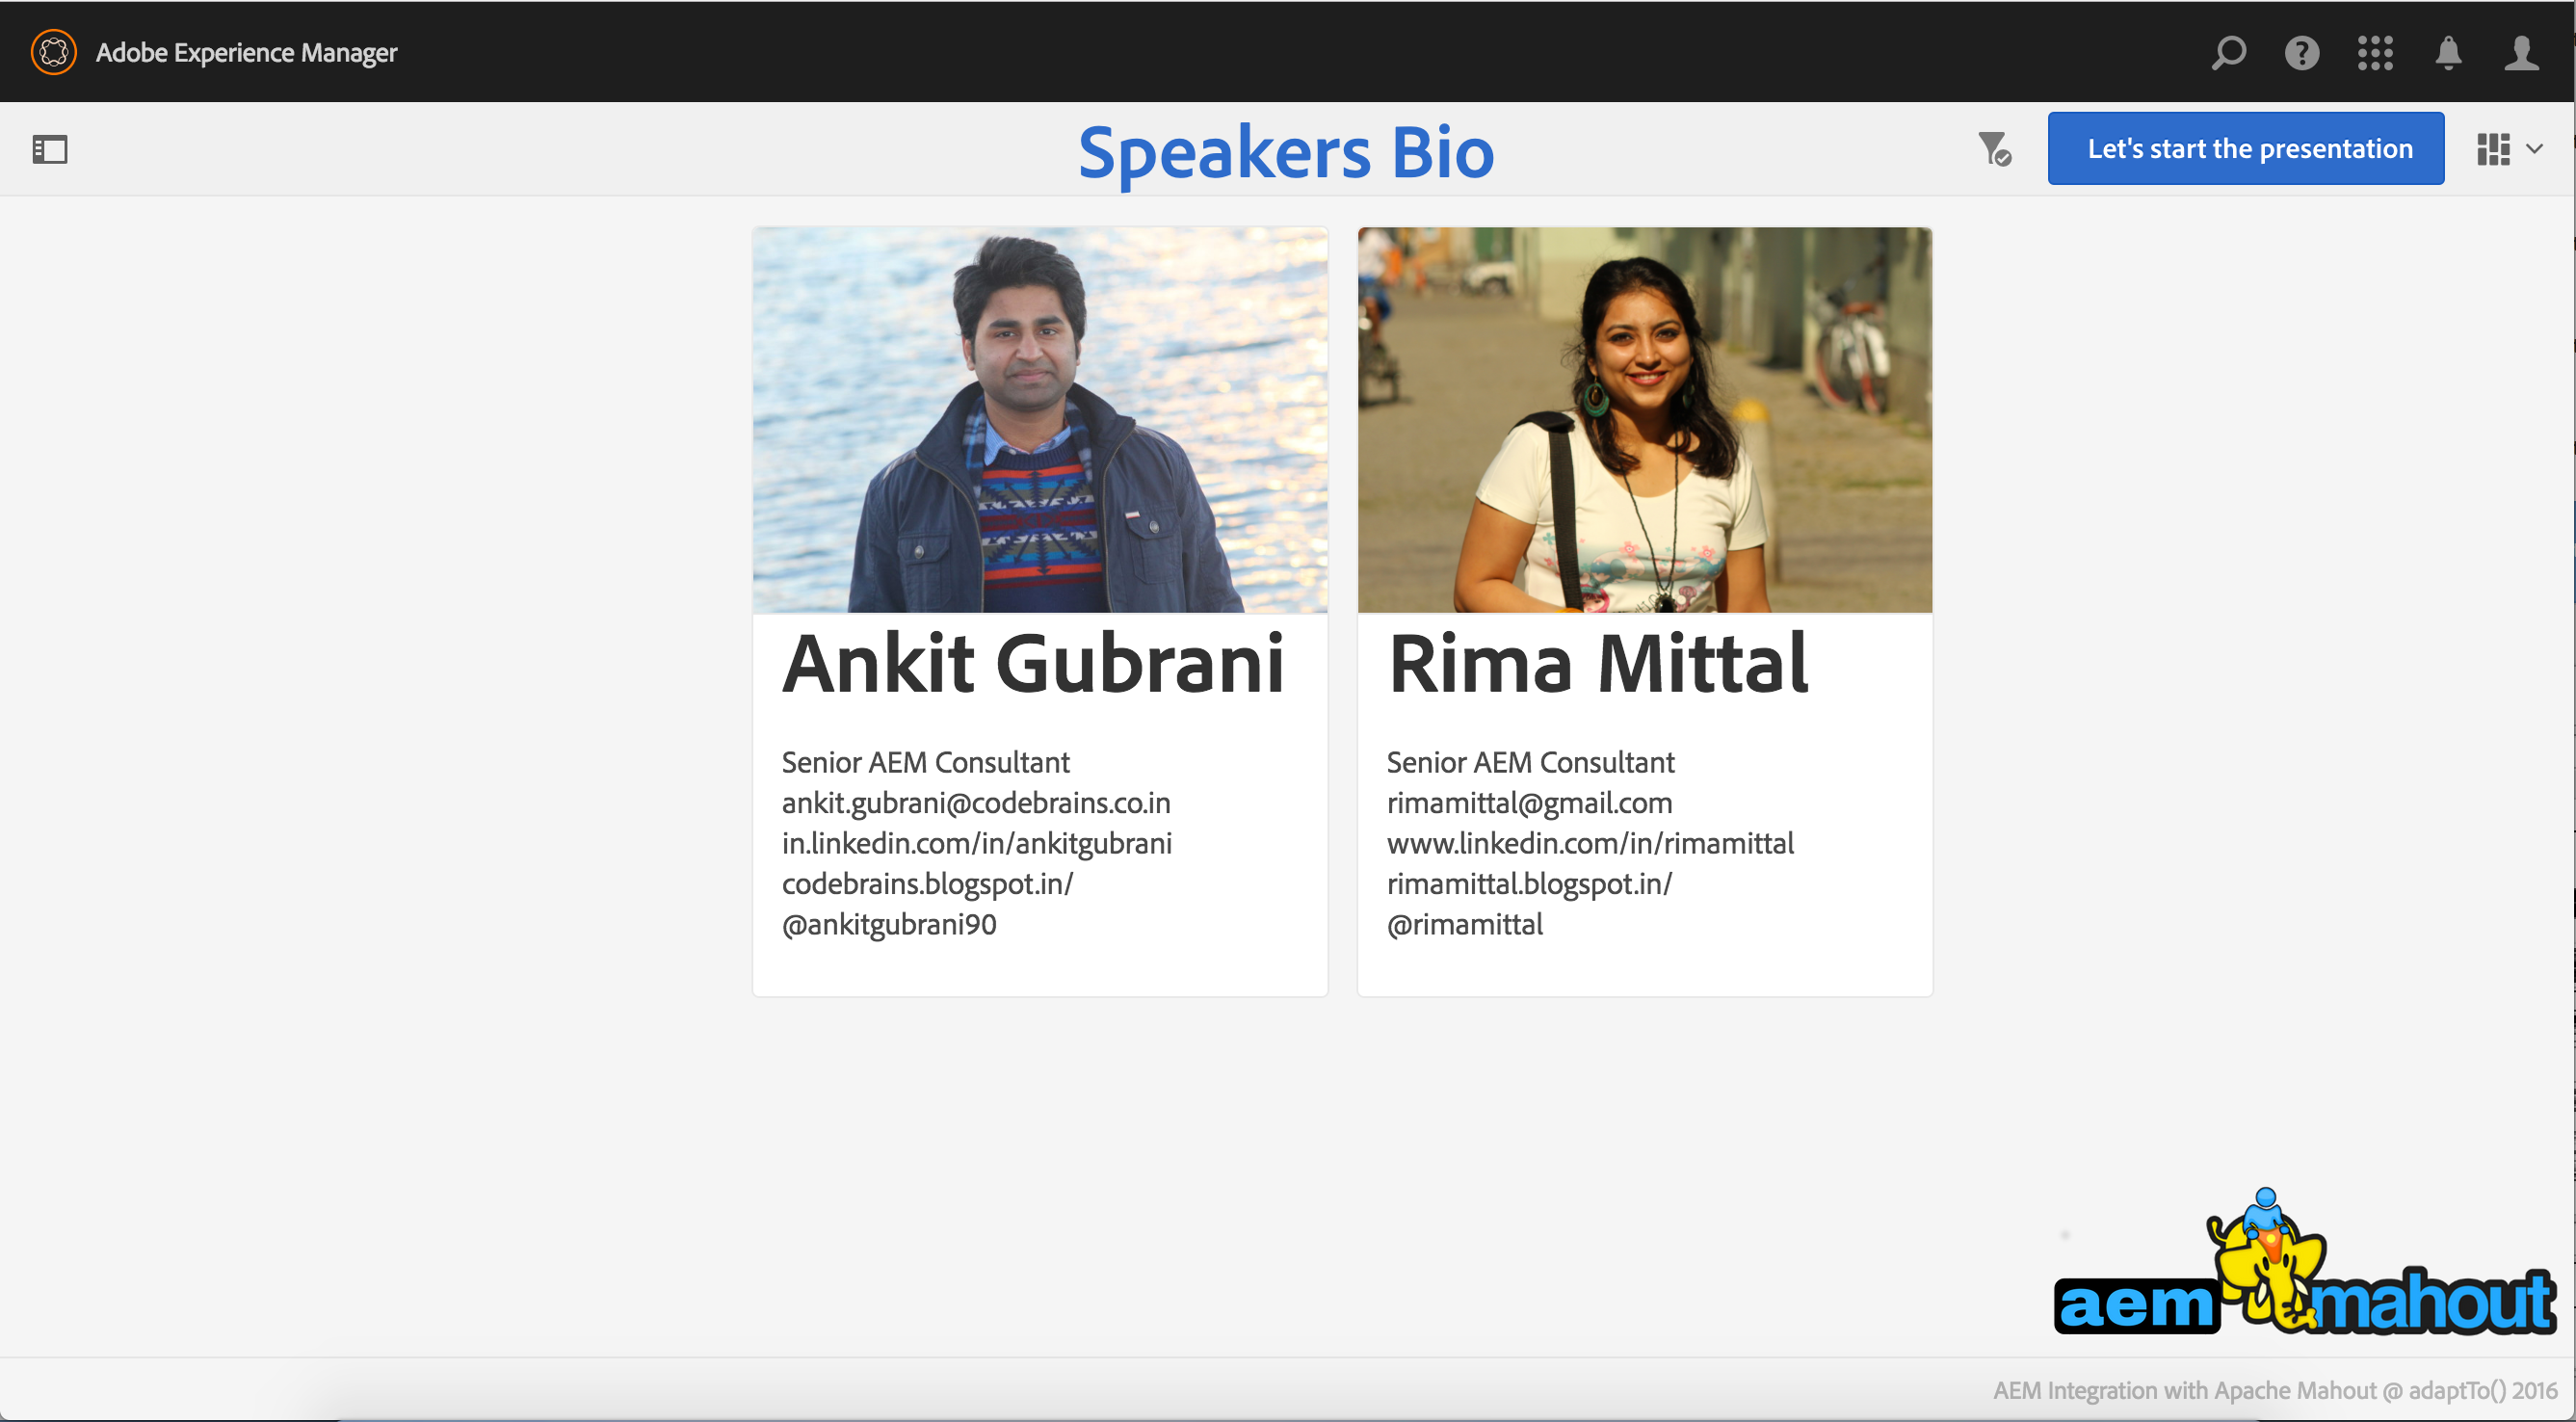 Adobe Experience Manager
Speakers Bio
Let's start the presentation
Ankit Gubrani
Senior AEM Consultant
ankit.gubrani@codebrains.co.in
in.linkedin.com/in/ankitgubrani
codebrains.blogspot.in/
@ankitgubrani90
Rima Mittal
Senior AEM Consultant
rimamittal@gmail.com
www.linkedin.com/in/rimamittal
rimamittal.blogspot.in/
@rimamittal
aem mahout
AEM Integration with Apache Mahout @ adaptTo() 2016